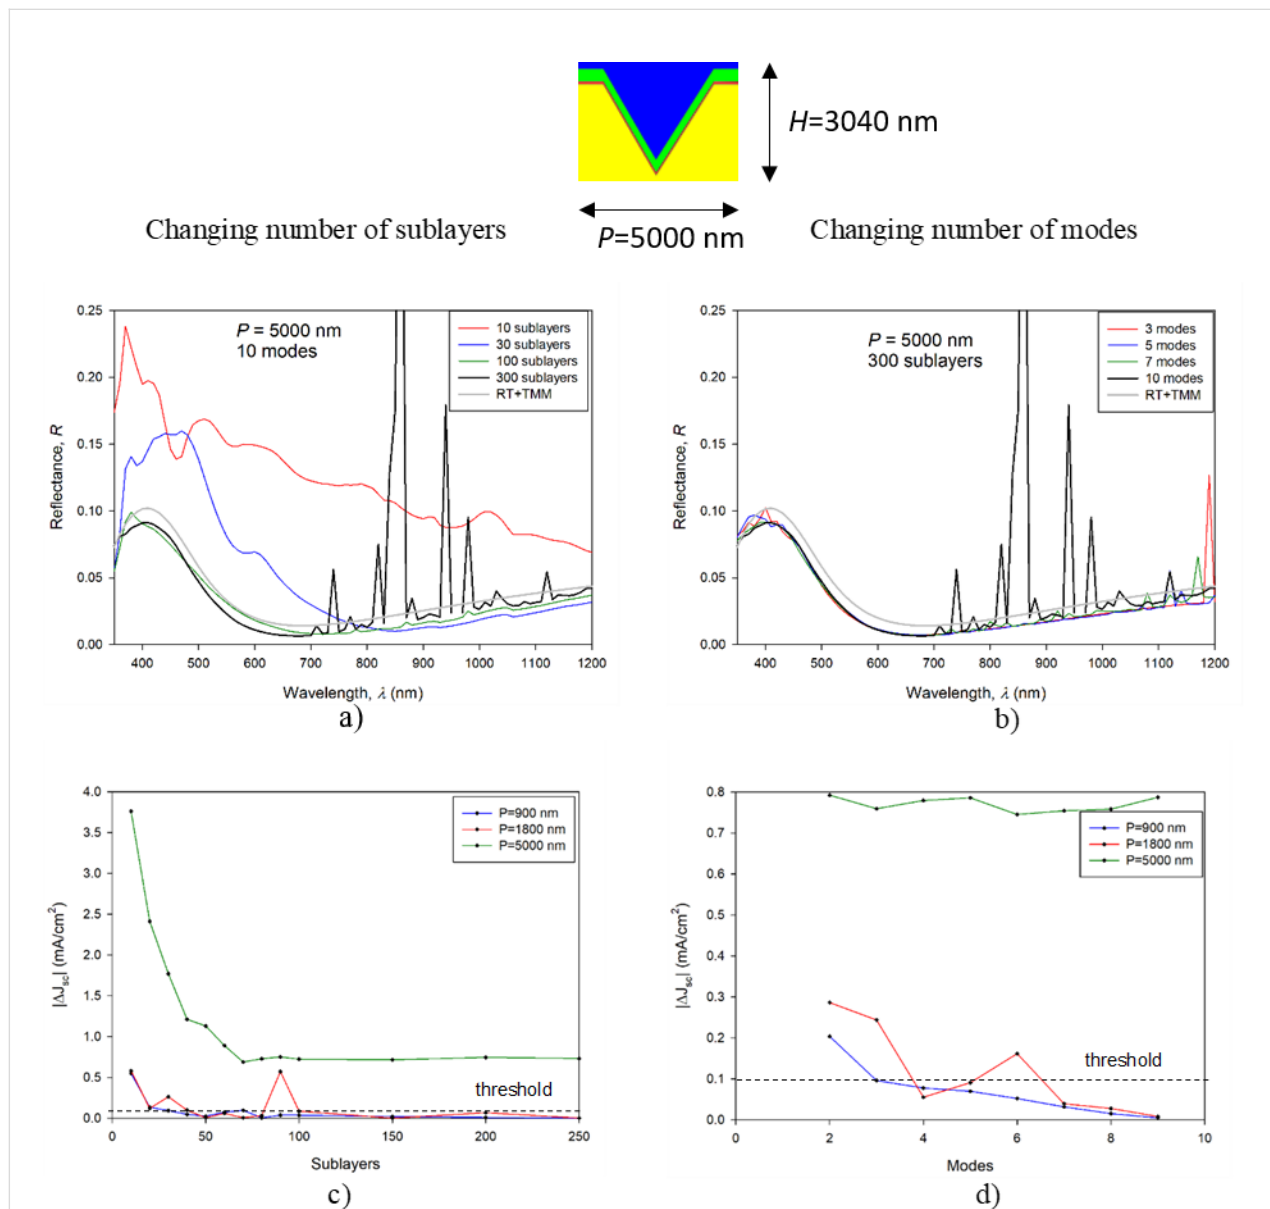 H=3040 nm
P=5000 nm
Changing number of sublayers
Changing number of modes
P = 5000 nm
10 modes
10 sublayers
30 sublayers
100 sublayers
300 sublayers
RT+TMM
Reflectance, R
0.25
0.20
0.15
0.10
0.05
0.00
400 500 600 700 800 900 1000 1100 1200
Wavelength, λ (nm)
a)
P = 5000 nm
300 sublayers
3 modes
5 modes
7 modes
10 modes
RT+TMM
Reflectance, R
0.25
0.20
0.15
0.10
0.05
0.00
400 500 600 700 800 900 1000 1100 1200
Wavelength, λ (nm)
b)
P=900 nm
P=1800 nm
P=5000 nm
|ΔJsc| (mA/cm²)
4.0
3.5
3.0
2.5
2.0
1.5
1.0
0.5
0.0
threshold
0 50 100 150 200 250
Sublayers
c)
P=900 nm
P=1800 nm
P=5000 nm
|ΔJsc| (mA/cm²)
0.8
0.7
0.6
0.5
0.4
0.3
0.2
0.1
0.0
threshold
0 2 4 6 8 10
Modes
d)